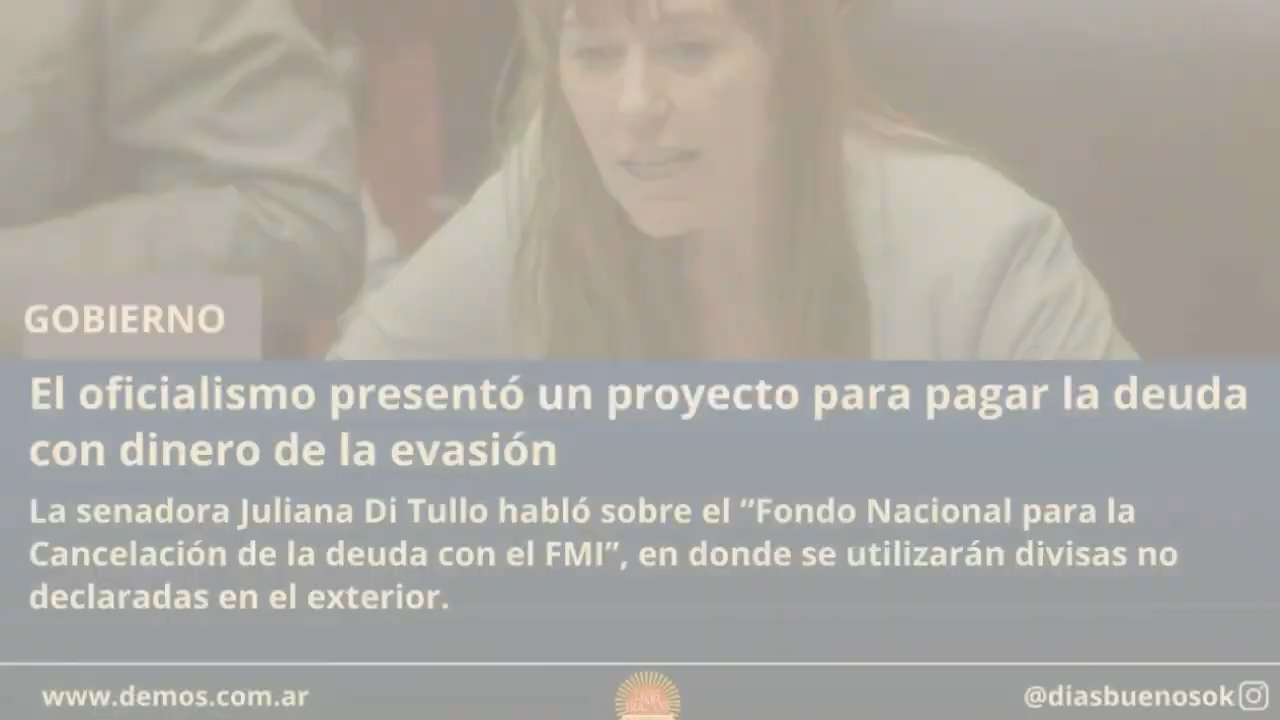 GOBIERNO
El oficialismo presentó un proyecto para pagar la deuda
con dinero de la evasión
La senadora Juliana Di Tullo habló sobre el “Fondo Nacional para la
Cancelación de la deuda con el FMI”, en donde se utilizarán divisas no
declaradas en el exterior.
www.demos.com.ar
@diasbuenosok